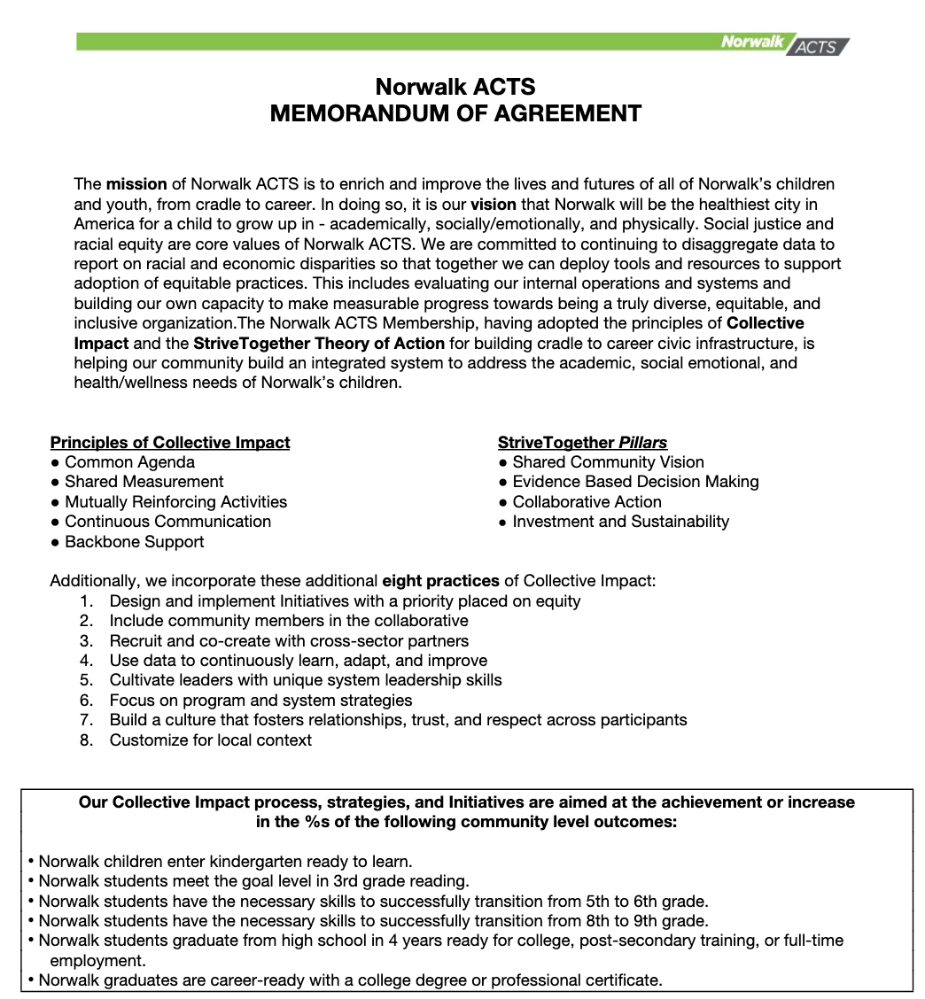 Norwalk ACTS
Norwalk ACTS
MEMORANDUM OF AGREEMENT
The mission of Norwalk ACTS is to enrich and improve the lives and futures of all of Norwalk’s children
and youth, from cradle to career. In doing so, it is our vision that Norwalk will be the healthiest city in
America for a child to grow up in - academically, socially/emotionally, and physically. Social justice and
racial equity are core values of Norwalk ACTS. We are committed to continuing to disaggregate data to
report on racial and economic disparities so that together we can deploy tools and resources to support
adoption of equitable practices. This includes evaluating our internal operations and systems and
building our own capacity to make measurable progress towards being a truly diverse, equitable, and
inclusive organization.The Norwalk ACTS Membership, having adopted the principles of Collective
Impact and the StriveTogether Theory of Action for building cradle to career civic infrastructure, is
helping our community build an integrated system to address the academic, social emotional, and
health/wellness needs of Norwalk’s children.
Principles of Collective Impact
● Common Agenda
● Shared Measurement
● Mutually Reinforcing Activities
● Continuous Communication
● Backbone Support
StriveTogether Pillars
● Shared Community Vision
● Evidence Based Decision Making
● Collaborative Action
● Investment and Sustainability
Additionally, we incorporate these additional eight practices of Collective Impact:
1. Design and implement Initiatives with a priority placed on equity
2. Include community members in the collaborative
3. Recruit and co-create with cross-sector partners
4. Use data to continuously learn, adapt, and improve
5. Cultivate leaders with unique system leadership skills
6. Focus on program and system strategies
7. Build a culture that fosters relationships, trust, and respect across participants
8. Customize for local context
Our Collective Impact process, strategies, and Initiatives are aimed at the achievement or increase
in the %s of the following community level outcomes:
• Norwalk children enter kindergarten ready to learn.
• Norwalk students meet the goal level in 3rd grade reading.
• Norwalk students have the necessary skills to successfully transition from 5th to 6th grade.
• Norwalk students have the necessary skills to successfully transition from 8th to 9th grade.
• Norwalk students graduate from high school in 4 years ready for college, post-secondary training, or full-time
employment.
• Norwalk graduates are career-ready with a college degree or professional certificate.